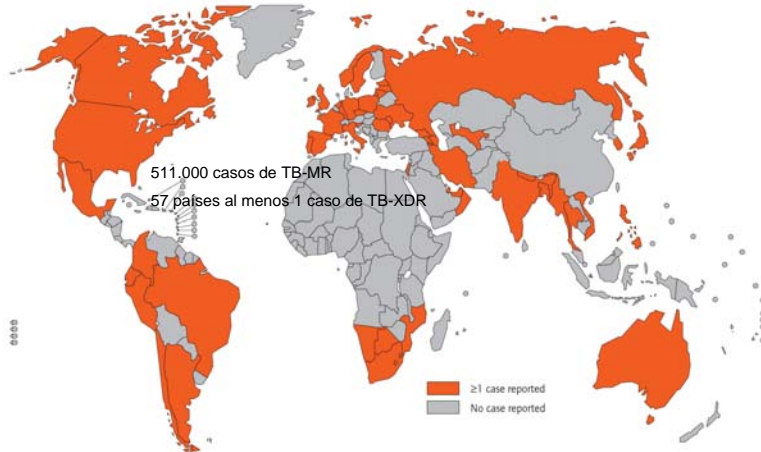 511.000 casos de TB-MR
57 países al menos 1 caso de TB-XDR
≥1 case reported
No case reported